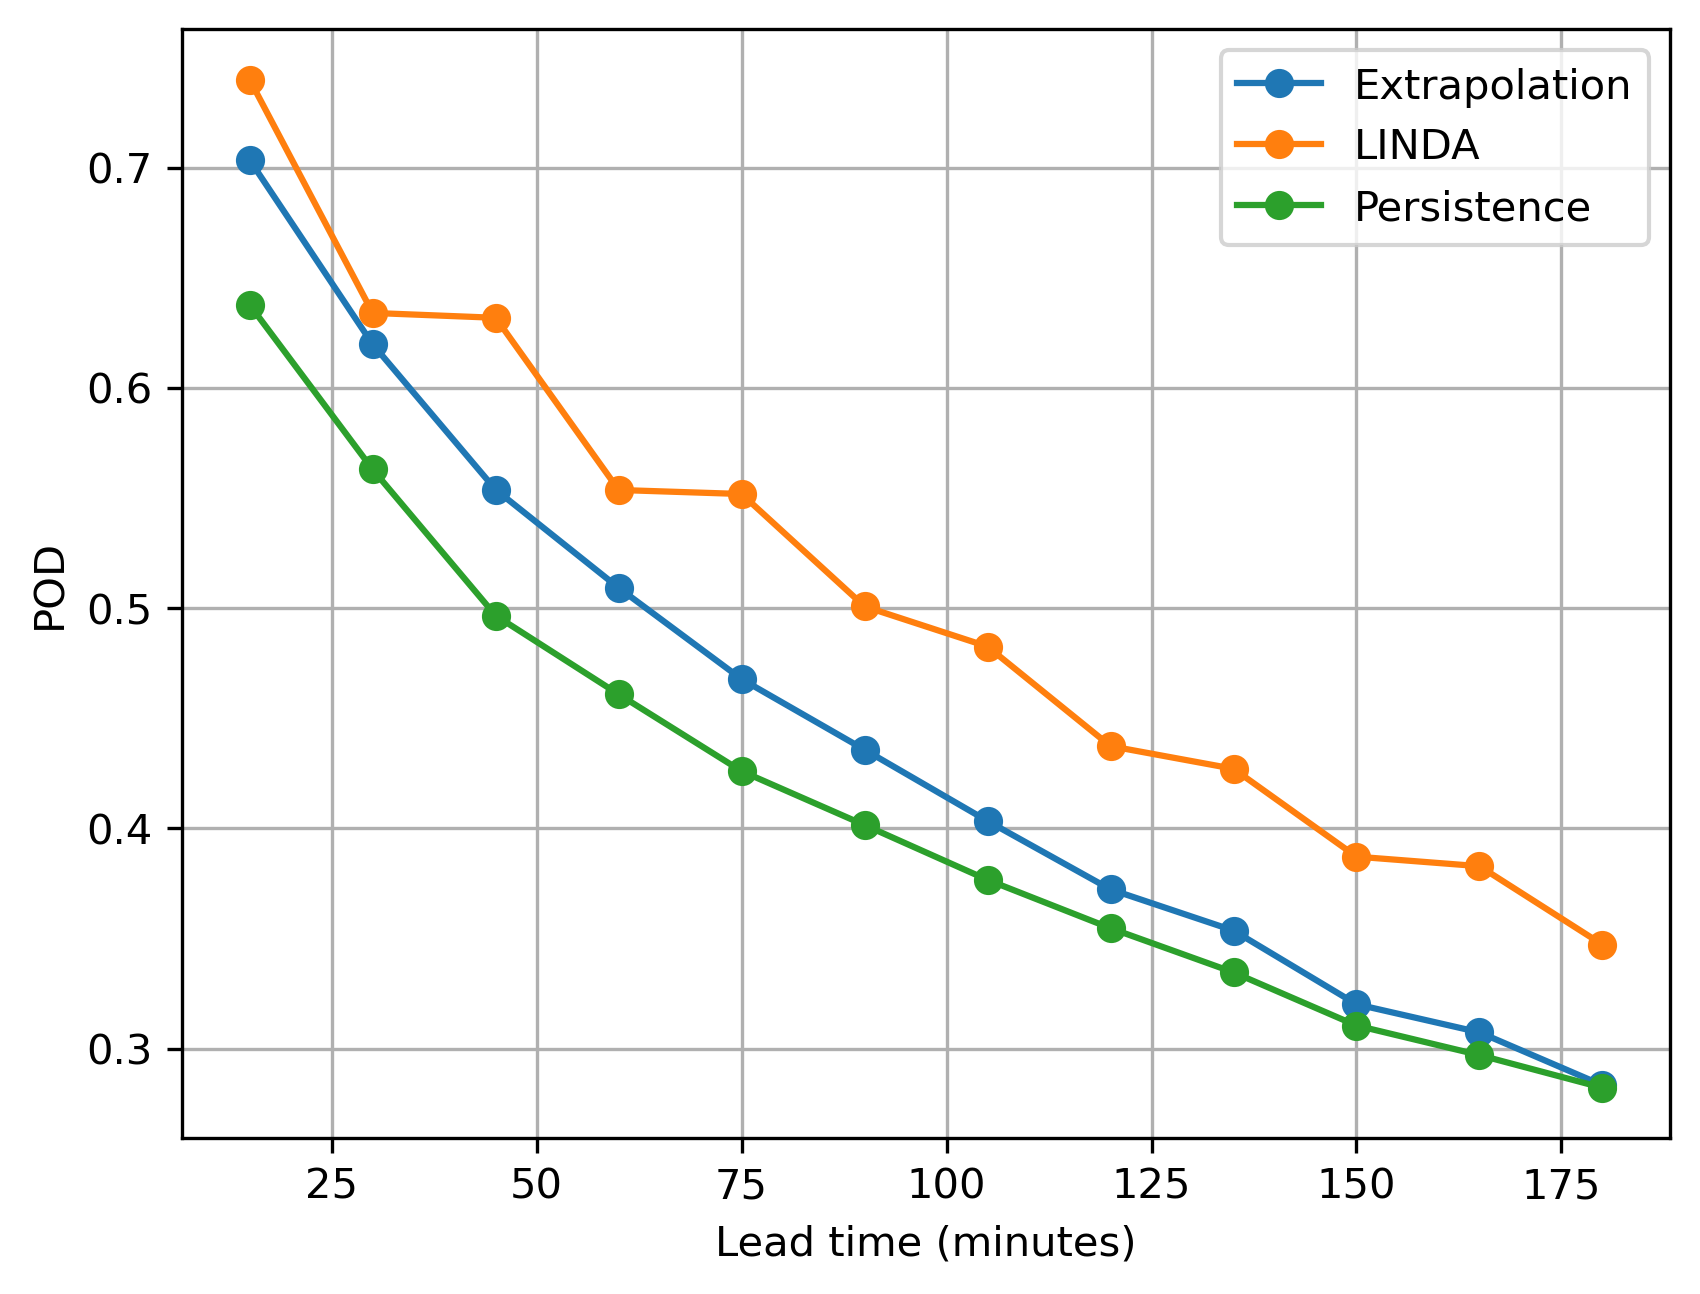 Extrapolation
LINDA
Persistence
0.7
0.6
0.5
0.4
0.3
POD
25 50 75 100 125 150 175
Lead time (minutes)